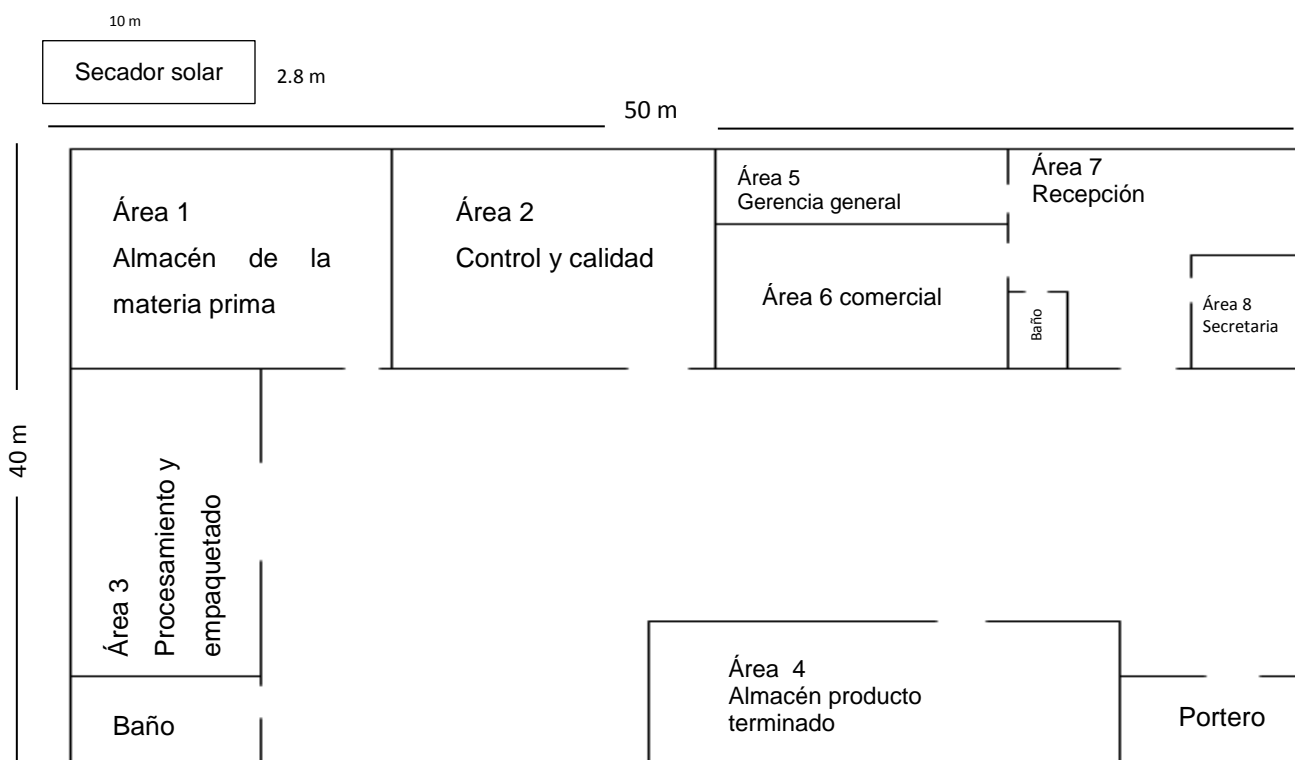 10 m
Secador solar
2.8 m
50 m
Área 1
Almacén de la
materia prima
Área 2
Control y calidad
Área 5
Gerencia general
Área 7
Recepción
Área 6 comercial
Baño
Área 8
Secretaria
40 m
Área 3
Procesamiento y
empaquetado
Área 4
Almacén producto
terminado
Baño
Portero